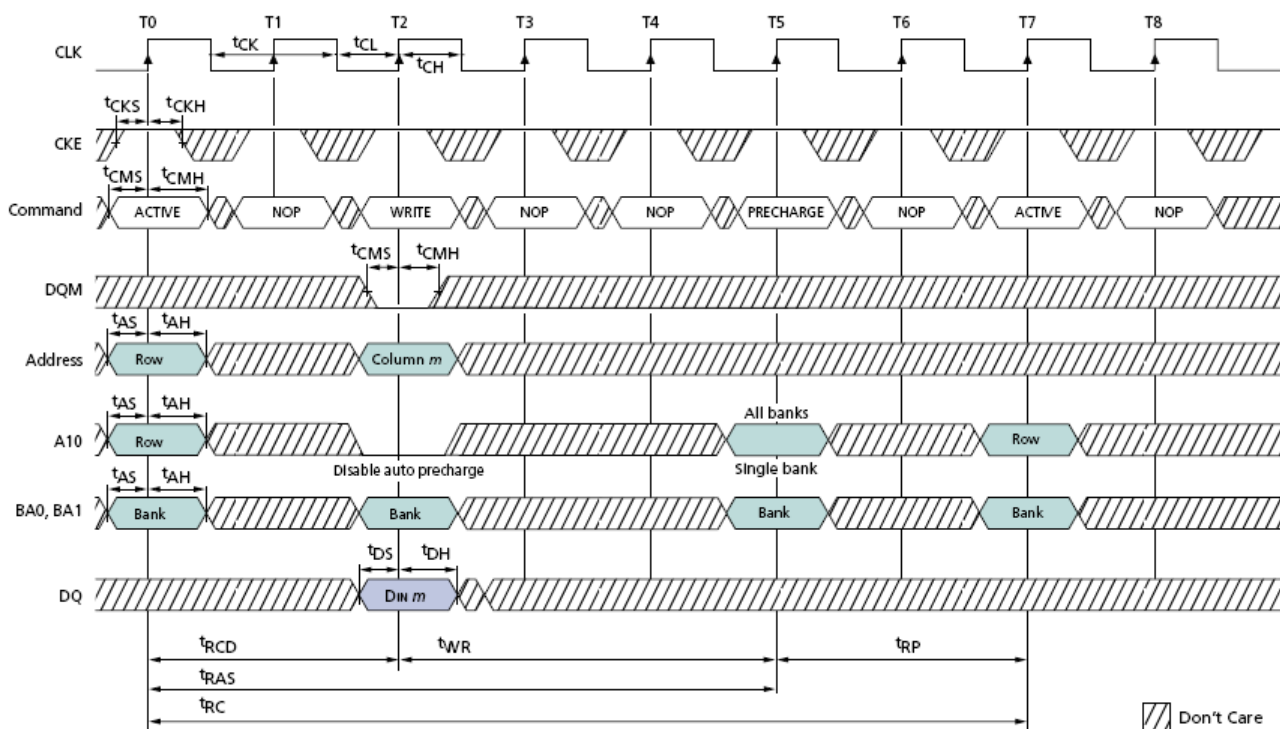 T0 T1 T2 T3 T4 T5 T6 T7 T8
CLK
tCK tCL
tCH
tCKS tCKH
CKE
tCMS tCMH
Command ACTIVE NOP WRITE NOP NOP PRECHARGE NOP ACTIVE NOP
tCMS tCMH
DQM
tAS tAH
Address Row Column m
tAS tAH
All banks
A10 Row Row
Disable auto precharge Single bank
tAS tAH
BA0, BA1 Bank Bank Bank Bank
tDS tDH
DQ DIN m
tRCD tWR tRP
tRAS
tRC
Don't Care